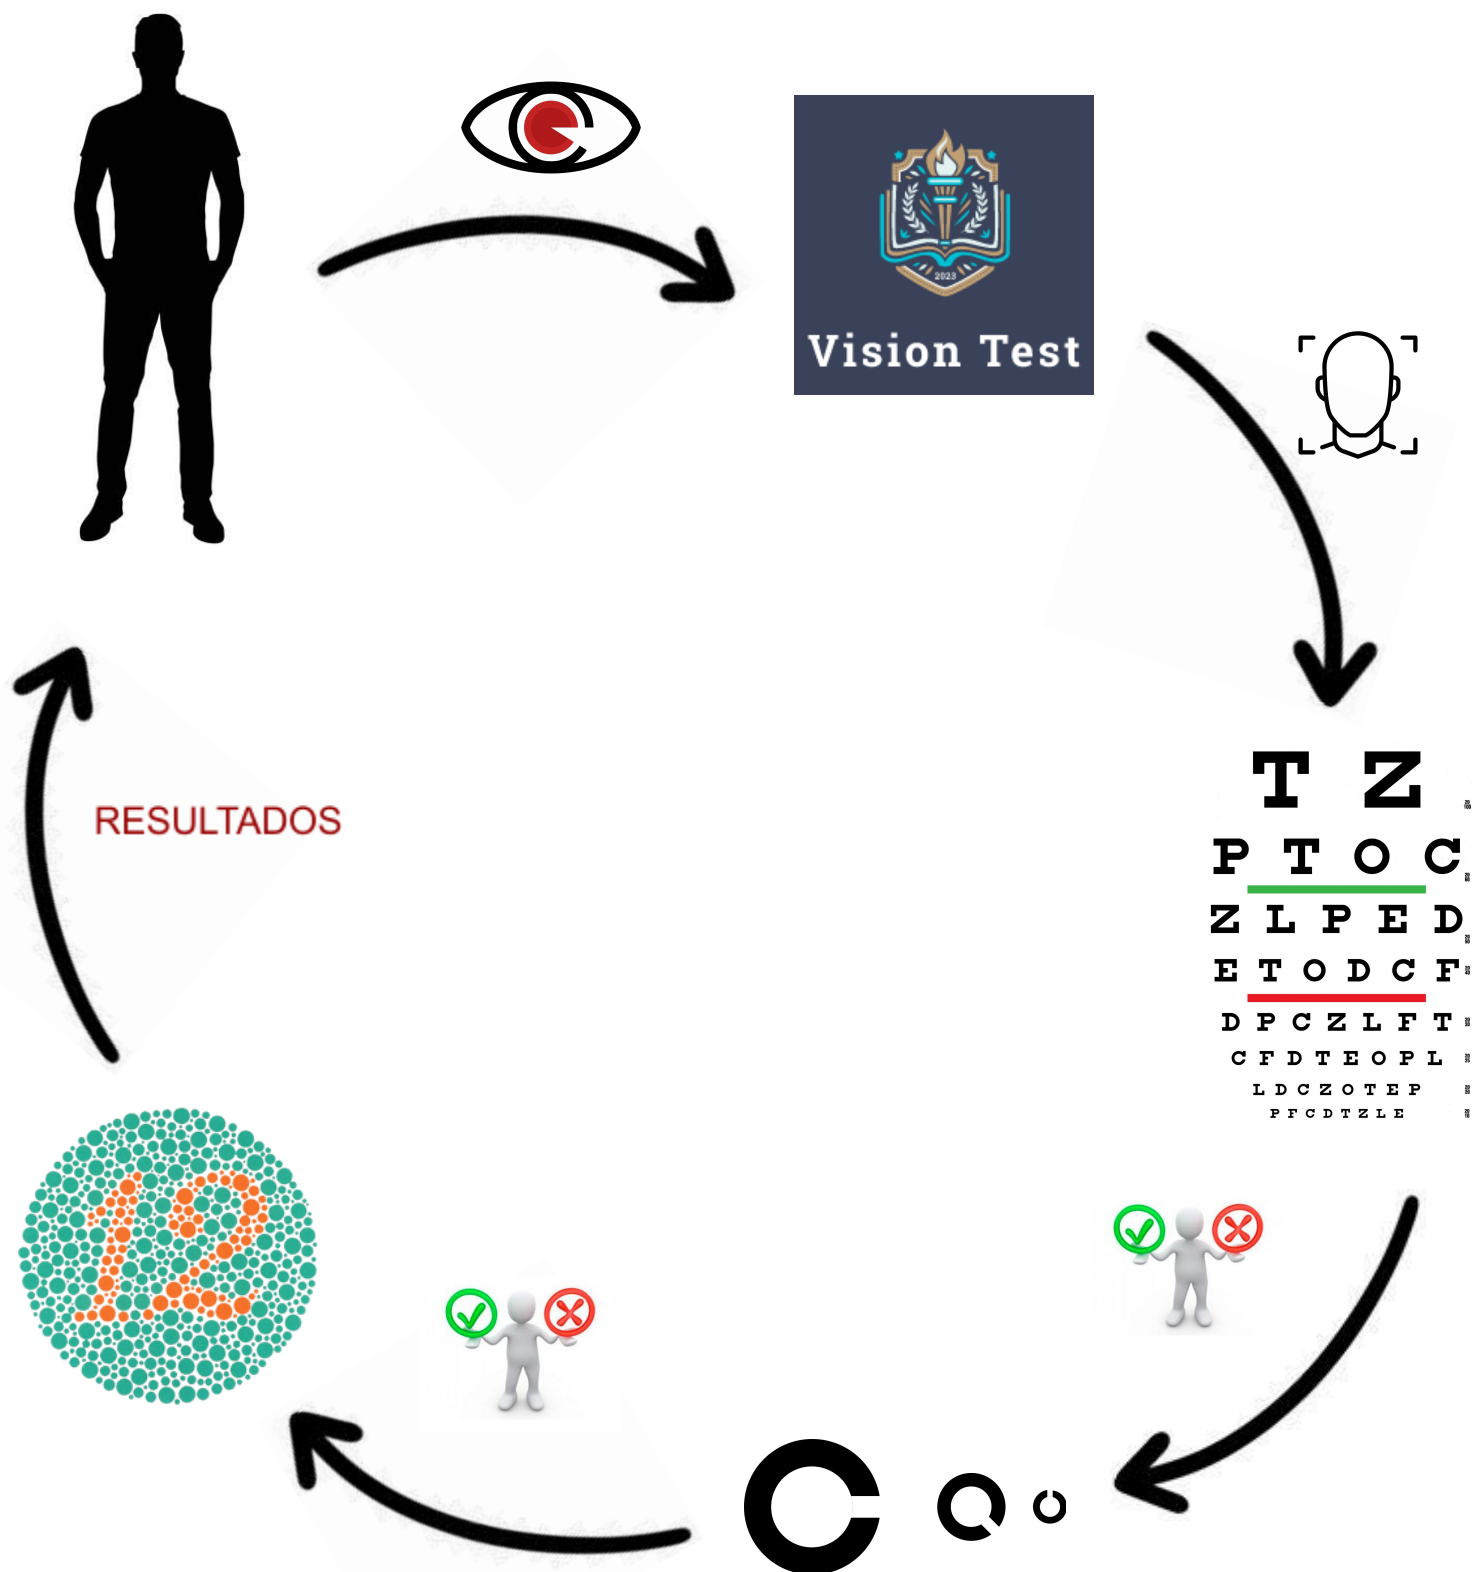 2023
Vision Test
T Z
P T O C
Z L P E D
E T O D C F
D P C Z L F T
C F D T E O P L
L D C Z O T E P
P F C D T Z L E
RESULTADOS
12